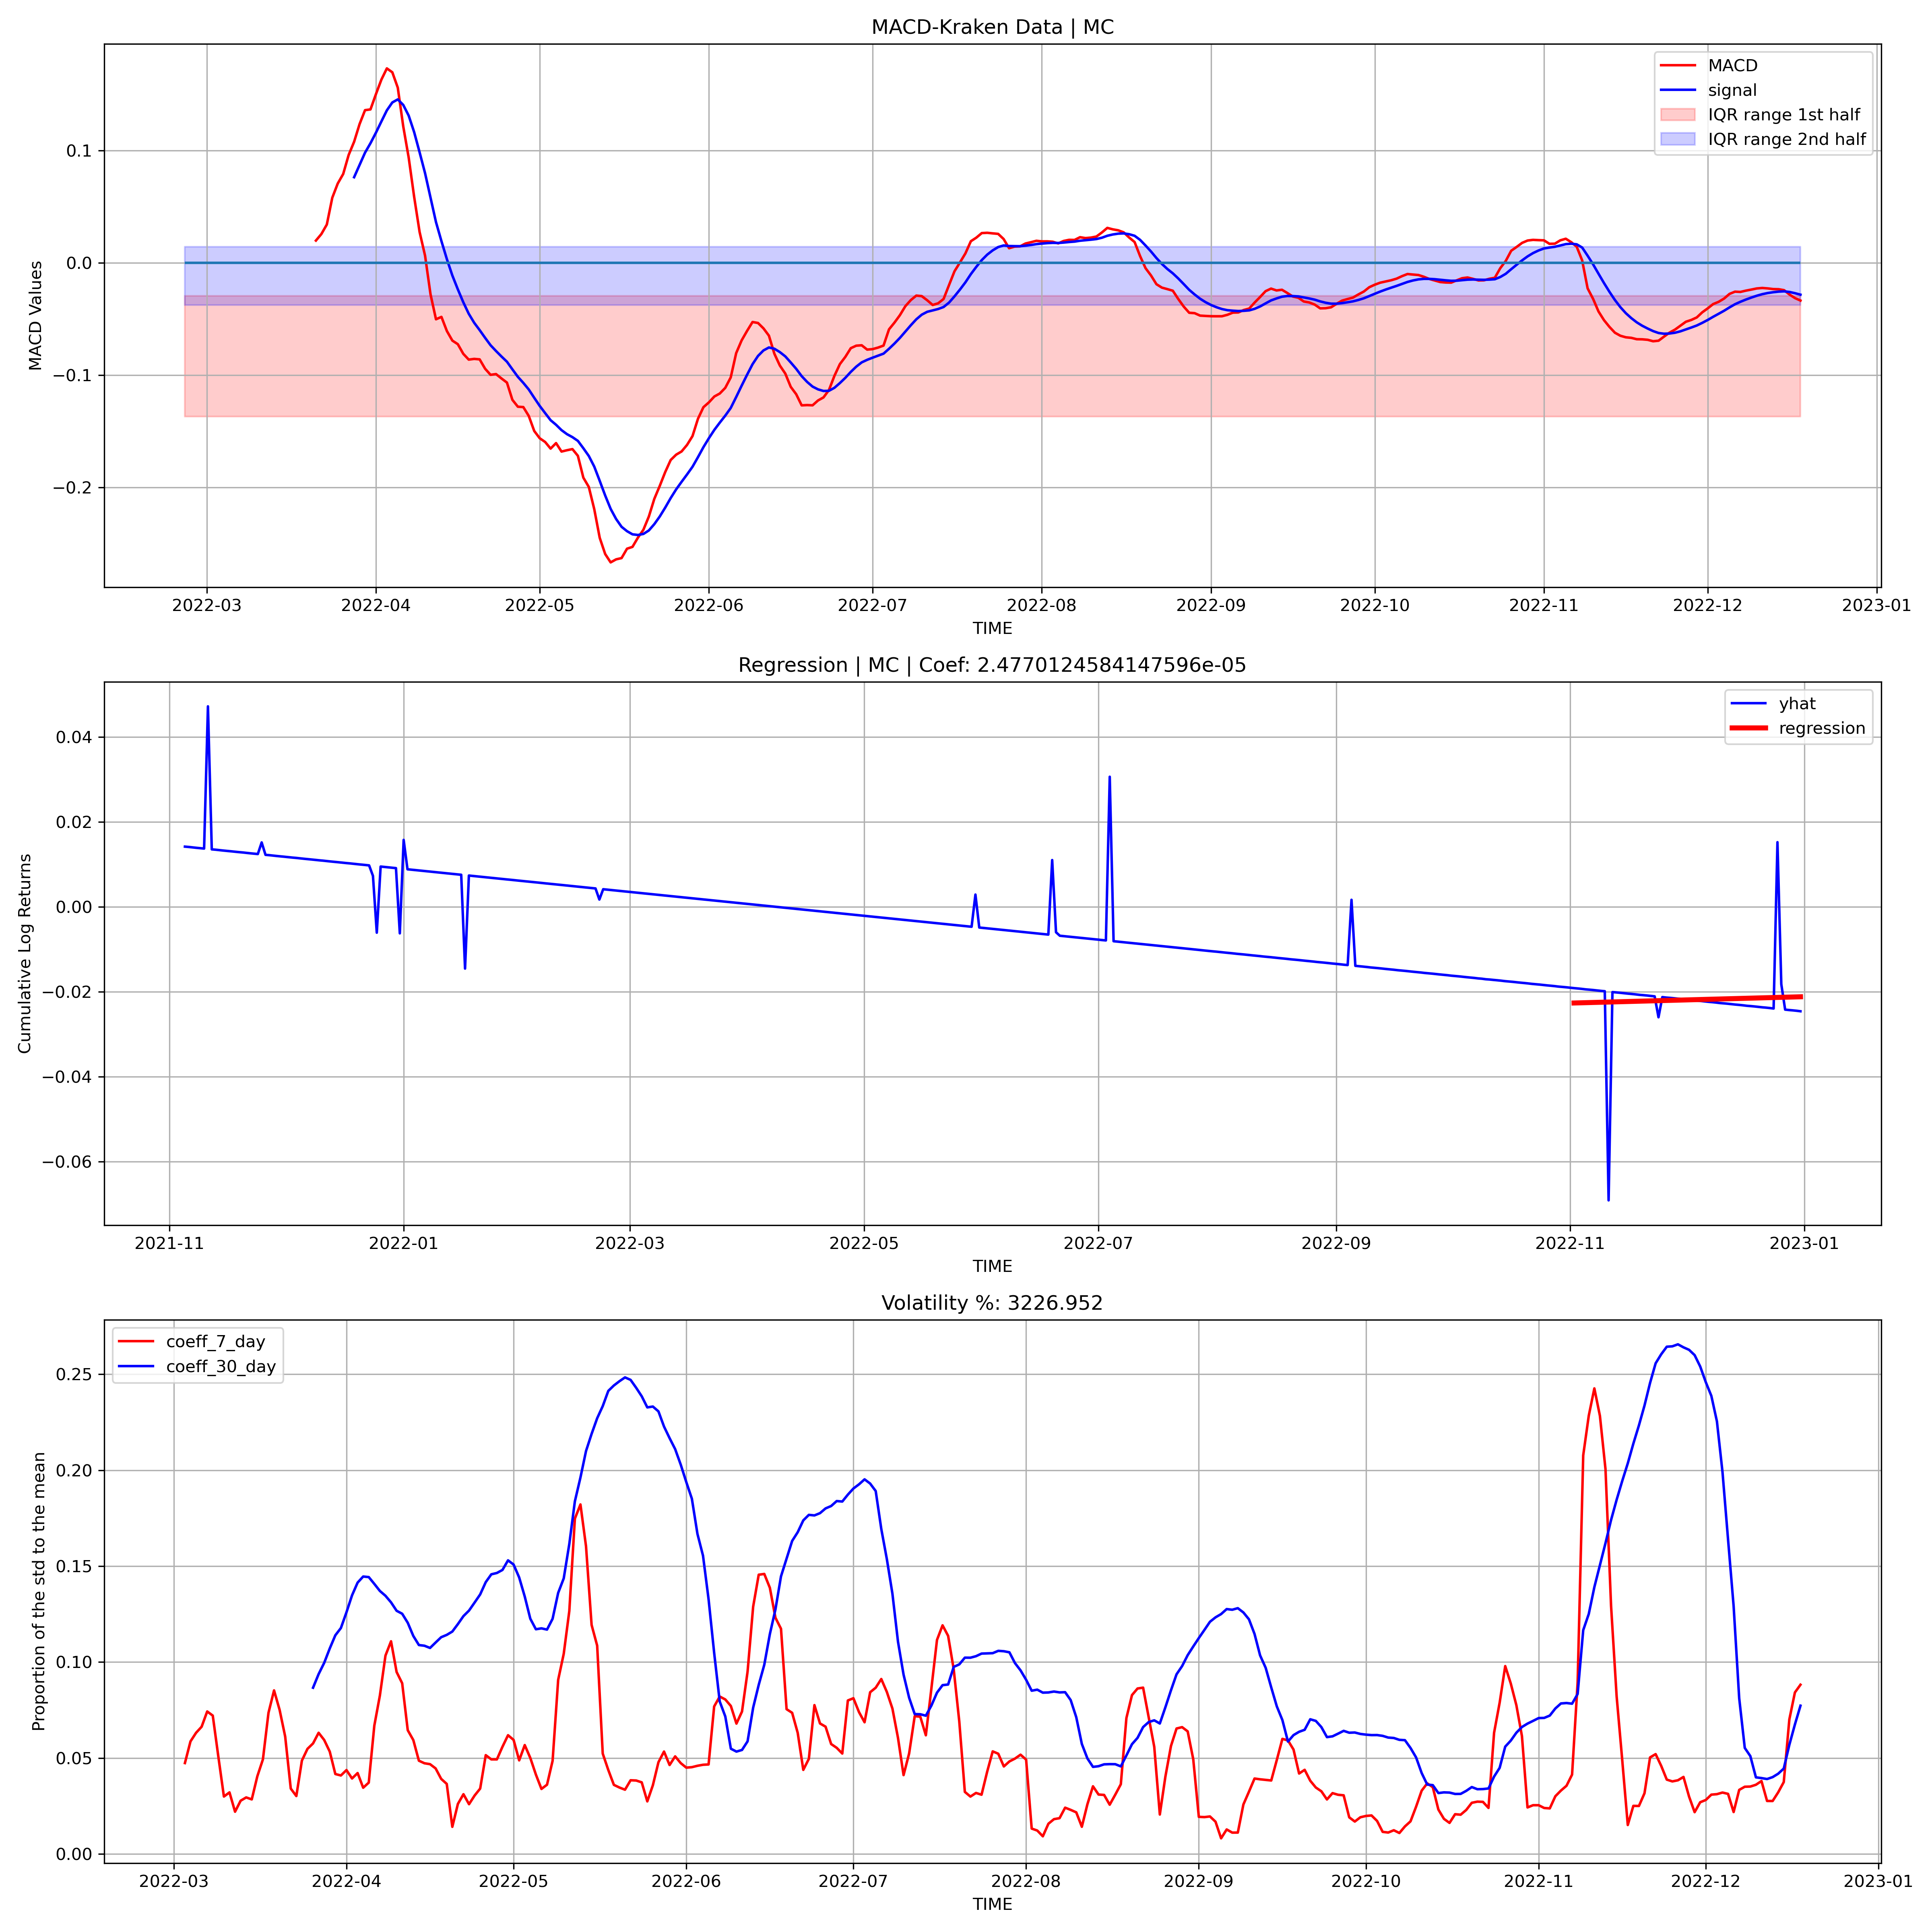 MACD-Kraken Data | MC
MACD
signal
IQR range 1st half
IQR range 2nd half
MACD Values
0.1
0.0
−0.1
−0.2
2022-03 2022-04 2022-05 2022-06 2022-07 2022-08 2022-09 2022-10 2022-11 2022-12 2023-01
TIME
Regression | MC | Coef: 2.4770124584147596e-05
yhat
regression
Cumulative Log Returns
0.04
0.02
0.00
−0.02
−0.04
−0.06
2021-11 2022-01 2022-03 2022-05 2022-07 2022-09 2022-11 2023-01
TIME
Volatility %: 3226.952
coeff_7_day
coeff_30_day
Proportion of the std to the mean
0.25
0.20
0.15
0.10
0.05
0.00
2022-03 2022-04 2022-05 2022-06 2022-07 2022-08 2022-09 2022-10 2022-11 2022-12 2023-01
TIME